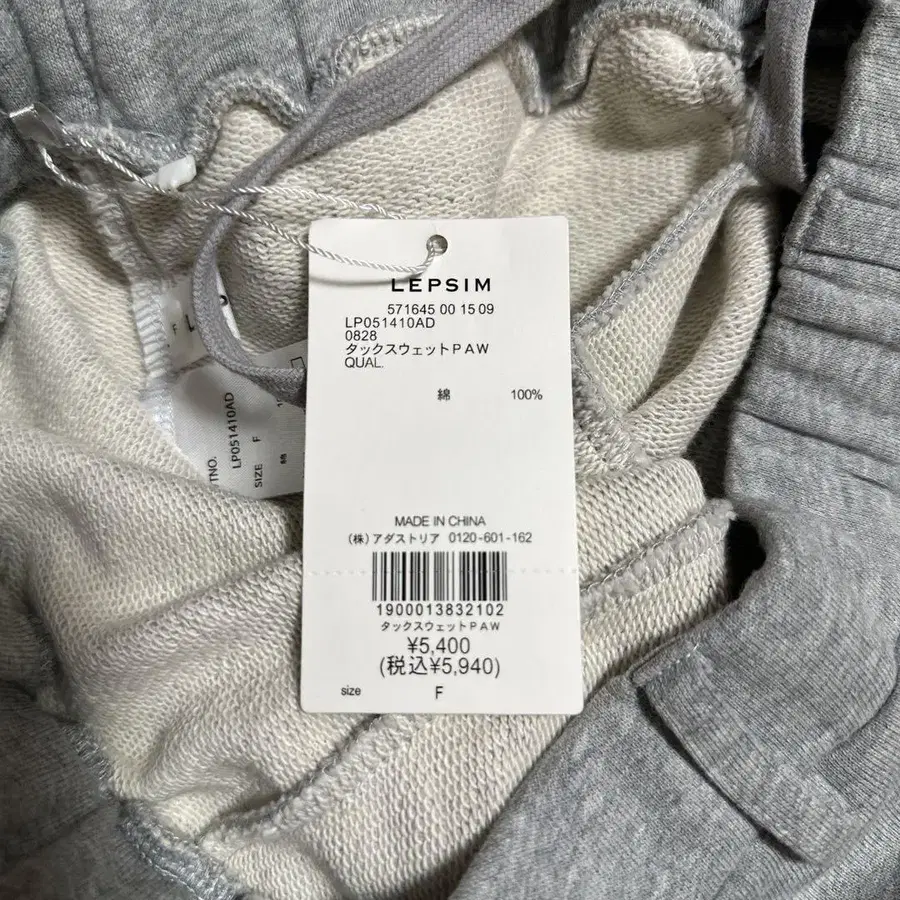 LEPSIM
571645 00 15 09
LP051410AD
0828
タックスウェットPAW
QUAL.
綿 100%
MADE IN CHINA
(株)アダストリア 0120-601-162
1900013832102
タックスウェットPAW
¥5,400
(税込¥5,940)
size F
TNO.
LP051410AD
SIZE F
綿
F